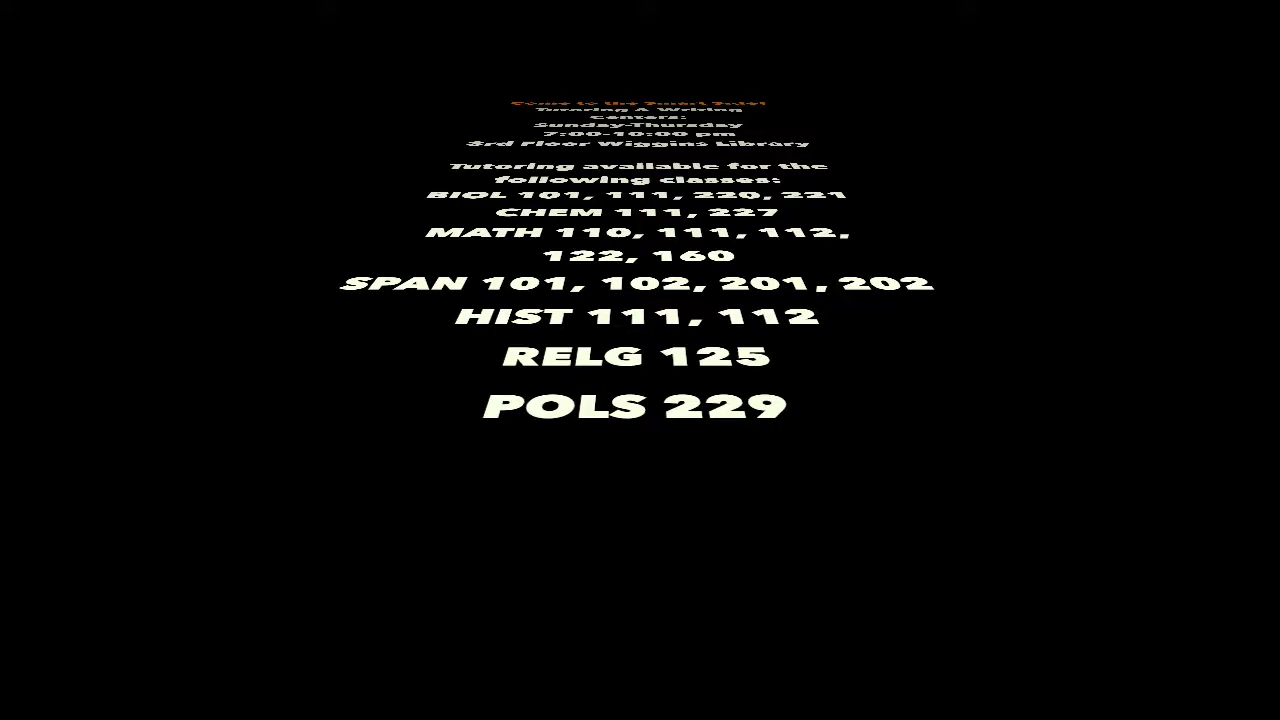 Come to the Smart Side!
Tutoring & Writing
Centers:
Sunday-Thursday
7:00-10:00 pm
3rd Floor Wiggins Library
Tutoring available for the
following classes:
BIOL 101, 111, 220, 221
CHEM 111, 227
MATH 110, 111, 112,
122, 160
SPAN 101, 102, 201, 202
HIST 111, 112
RELG 125
POLS 229